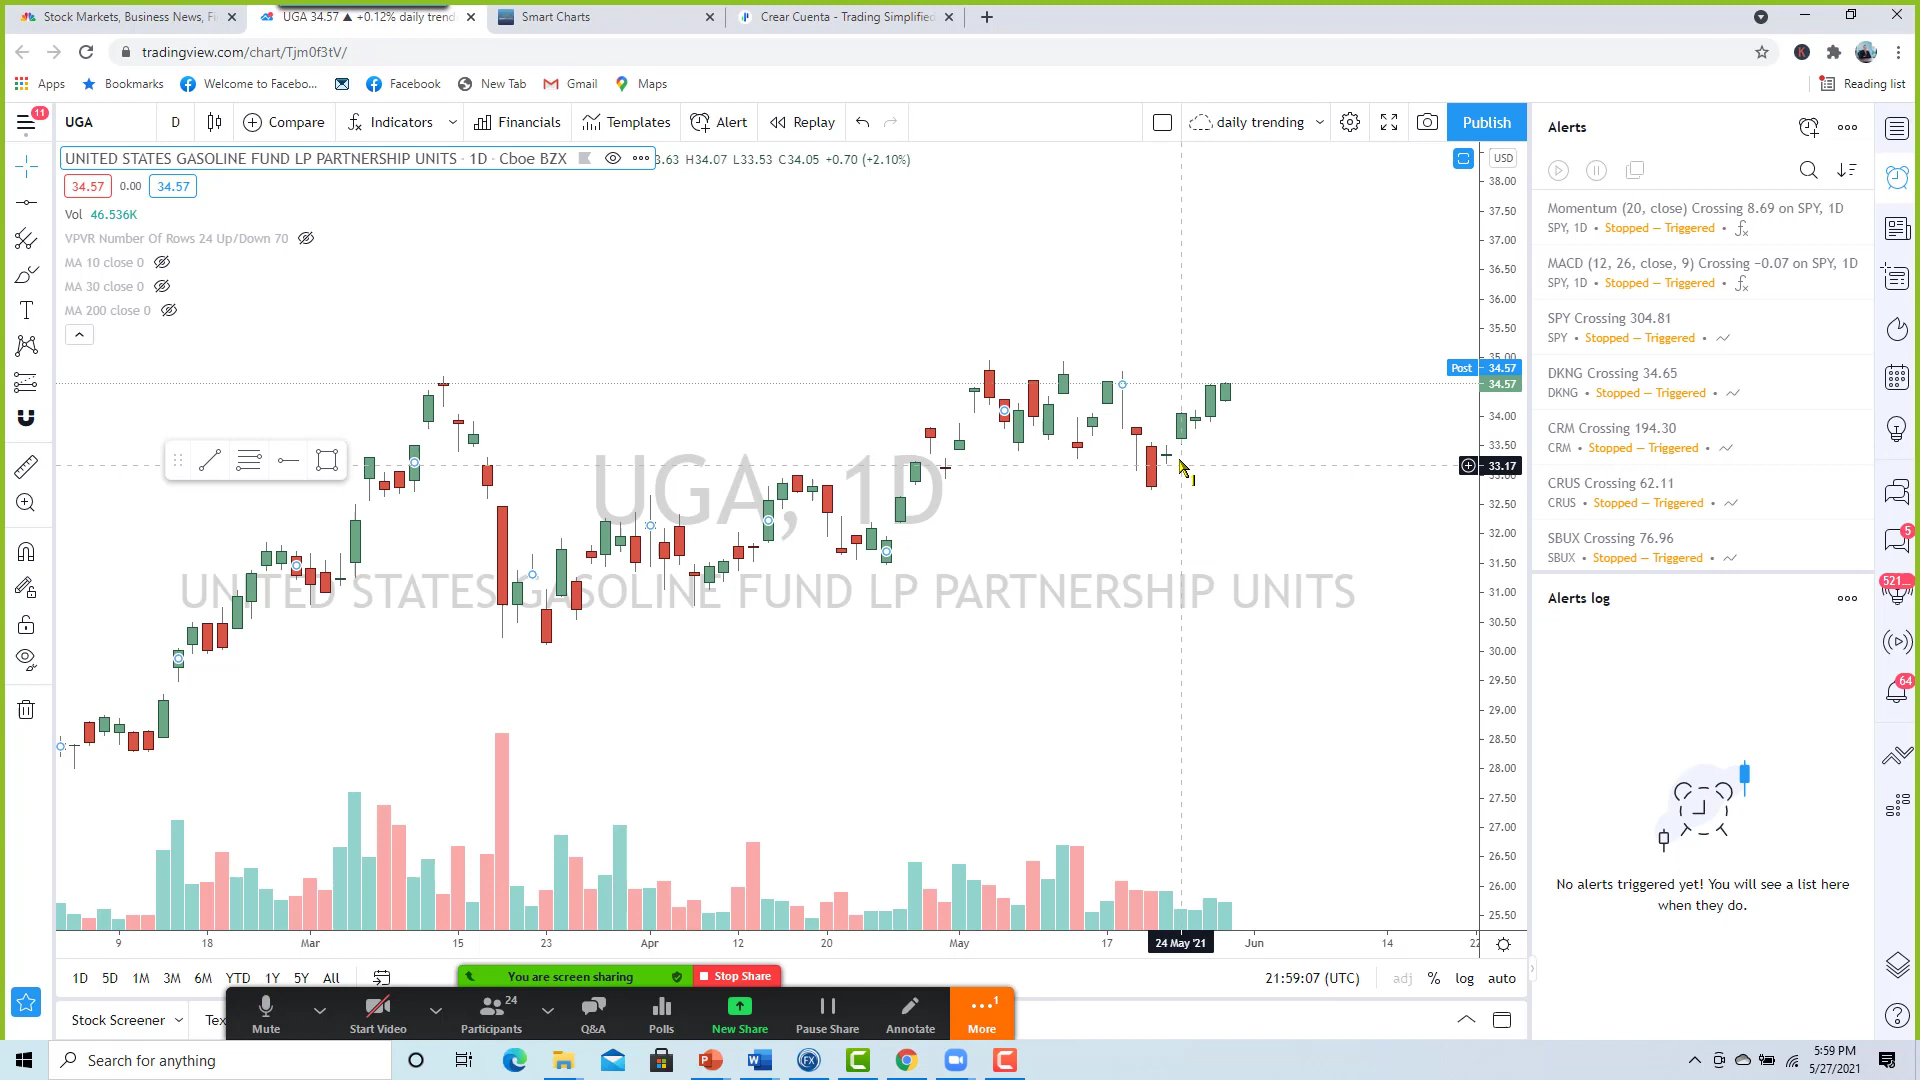 Stock Markets, Business News, Fi
UGA 34.57 ▲ +0.12% daily trend
Smart Charts
Crear Cuenta - Trading Simplified
tradingview.com/chart/Tjm0f3tV/
Apps
Bookmarks
Welcome to Facebo...
Facebook
New Tab
Gmail
Maps
Reading list
11
UGA
D
Compare
Indicators
Financials
Templates
Alert
Replay
daily trending
Publish
UNITED STATES GASOLINE FUND LP PARTNERSHIP UNITS · 1D · Cboe BZX
3.63 H34.07 L33.53 C34.05 +0.70 (+2.10%)
USD
34.57 0.00 34.57
Vol 46.536K
VPVR Number Of Rows 24 Up/Down 70
MA 10 close 0
MA 30 close 0
MA 200 close 0
UGA, 1D
UNITED STATES GASOLINE FUND LP PARTNERSHIP UNITS
38.00
37.50
37.00
36.50
36.00
35.50
35.00
Post 34.57
34.57
34.00
33.50
33.17
33.00
32.50
32.00
31.50
31.00
30.50
30.00
29.50
29.00
28.50
28.00
27.50
27.00
26.50
26.00
25.50
9 18 Mar 15 23 Apr 12 20 May 17 24 May '21 Jun 14 22
1D 5D 1M 3M 6M YTD 1Y 5Y All
21:59:07 (UTC)
adj % log auto
You are screen sharing
Stop Share
Stock Screener
Tex
Mute
Start Video
24
Participants
Q&A
Polls
New Share
Pause Share
Annotate
1
More
Alerts
Momentum (20, close) Crossing 8.69 on SPY, 1D
SPY, 1D • Stopped — Triggered •
MACD (12, 26, close, 9) Crossing −0.07 on SPY, 1D
SPY, 1D • Stopped — Triggered •
SPY Crossing 304.81
SPY • Stopped — Triggered •
DKNG Crossing 34.65
DKNG • Stopped — Triggered •
CRM Crossing 194.30
CRM • Stopped — Triggered •
CRUS Crossing 62.11
CRUS • Stopped — Triggered •
SBUX Crossing 76.96
SBUX • Stopped — Triggered •
Alerts log
No alerts triggered yet! You will see a list here
when they do.
5
521...
64
Search for anything
5:59 PM
5/27/2021